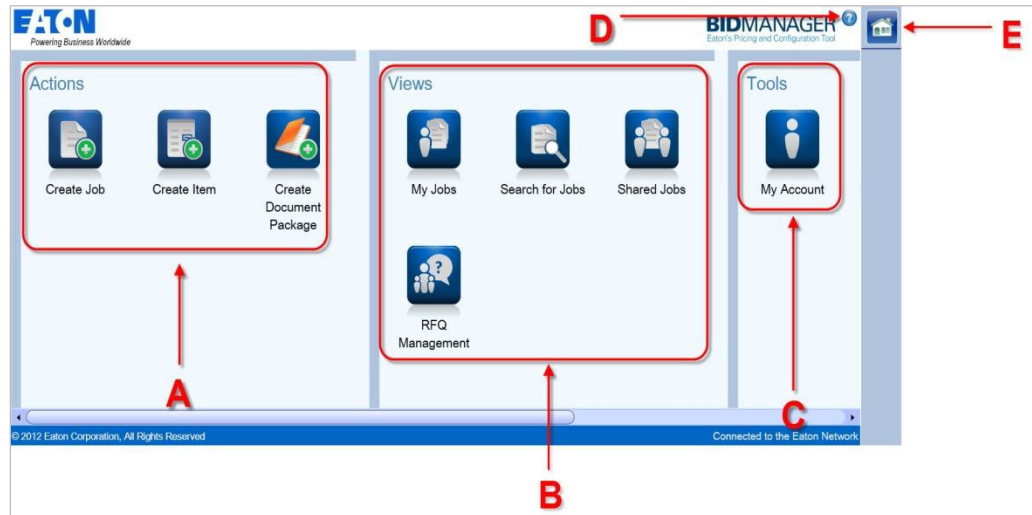 EATON
Powering Business Worldwide
D
BIDMANAGER ?
Eaton's Pricing and Configuration Tool
E
Actions
Views
Tools
Create Job
Create Item
Create
Document
Package
My Jobs
Search for Jobs
Shared Jobs
My Account
?
RFQ
Management
A
C
© 2012 Eaton Corporation, All Rights Reserved
Connected to the Eaton Network
B